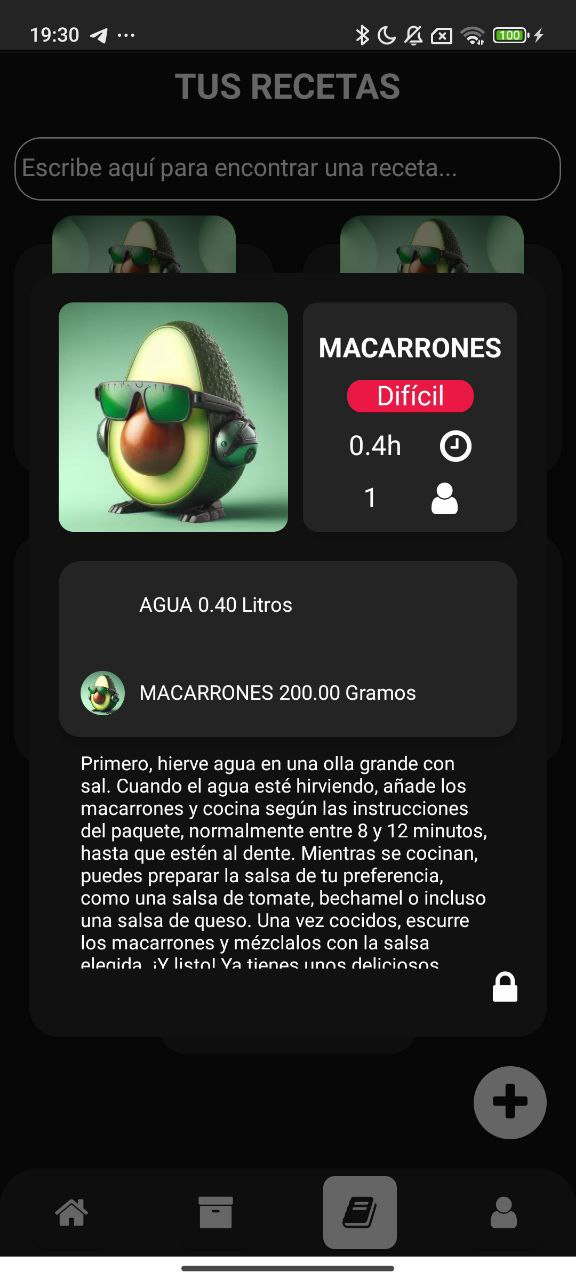 19:30
100
TUS RECETAS
Escribe aquí para encontrar una receta...
MACARRONES
Difícil
0.4h
1
AGUA 0.40 Litros
MACARRONES 200.00 Gramos
Primero, hierve agua en una olla grande con
sal. Cuando el agua esté hirviendo, añade los
macarrones y cocina según las instrucciones
del paquete, normalmente entre 8 y 12 minutos,
hasta que estén al dente. Mientras se cocinan,
puedes preparar la salsa de tu preferencia,
como una salsa de tomate, bechamel o incluso
una salsa de queso. Una vez cocidos, escurre
los macarrones y mézclalos con la salsa
elegida. ¡Y listo! Ya tienes unos deliciosos